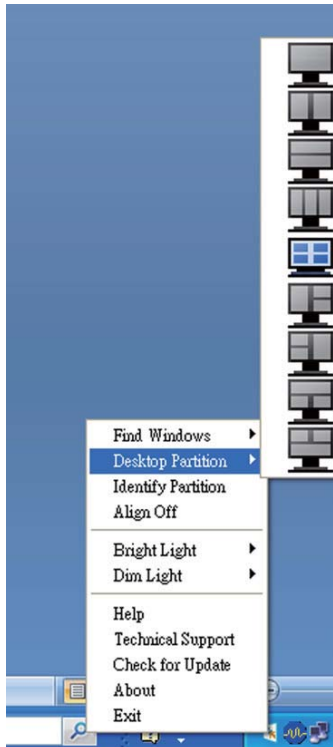 Find Windows
Desktop Partition
Identify Partition
Align Off
Bright Light
Dim Light
Help
Technical Support
Check for Update
About
Exit